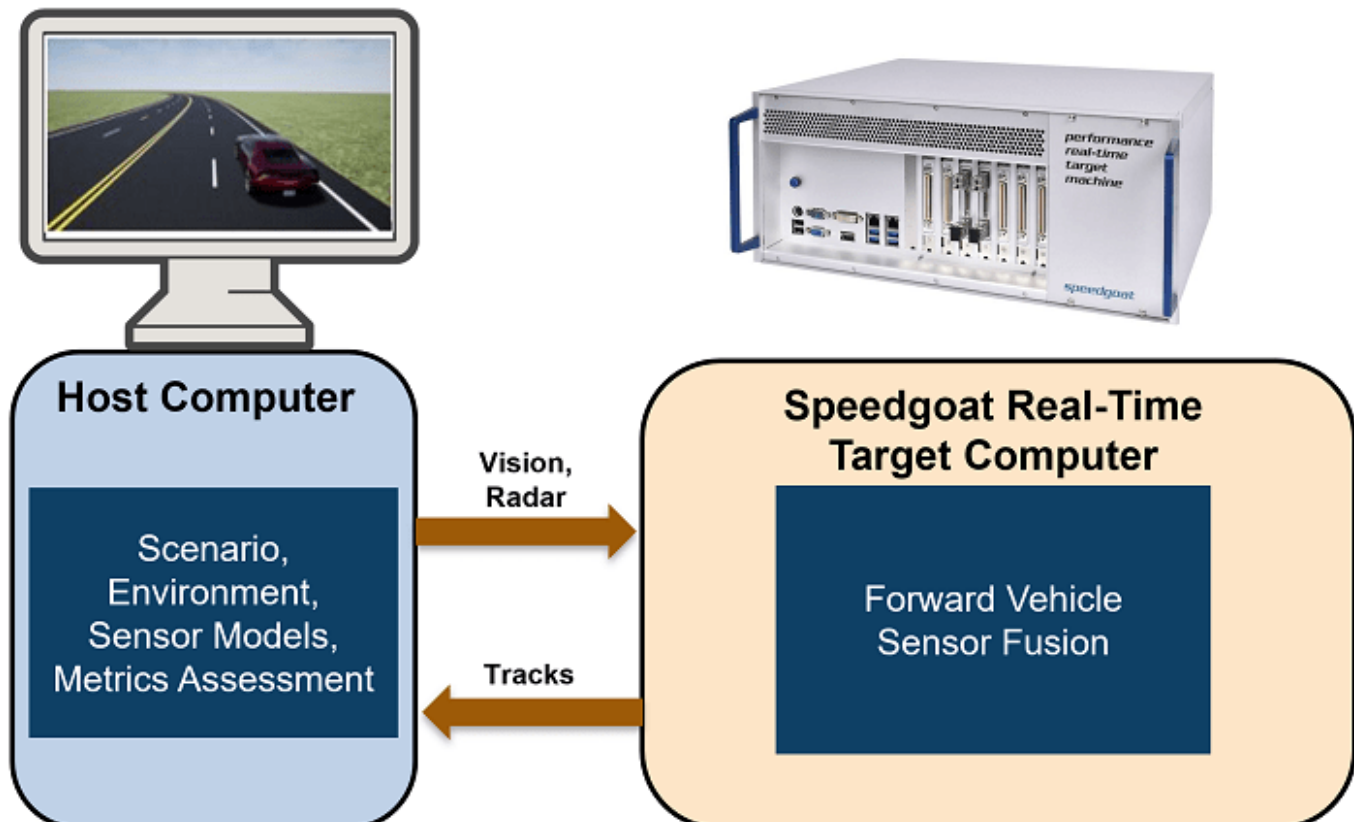 performance
real-time
target
machine
speedgoat
Host Computer
Scenario,
Environment,
Sensor Models,
Metrics Assessment
Vision,
Radar
Tracks
Speedgoat Real-Time
Target Computer
Forward Vehicle
Sensor Fusion